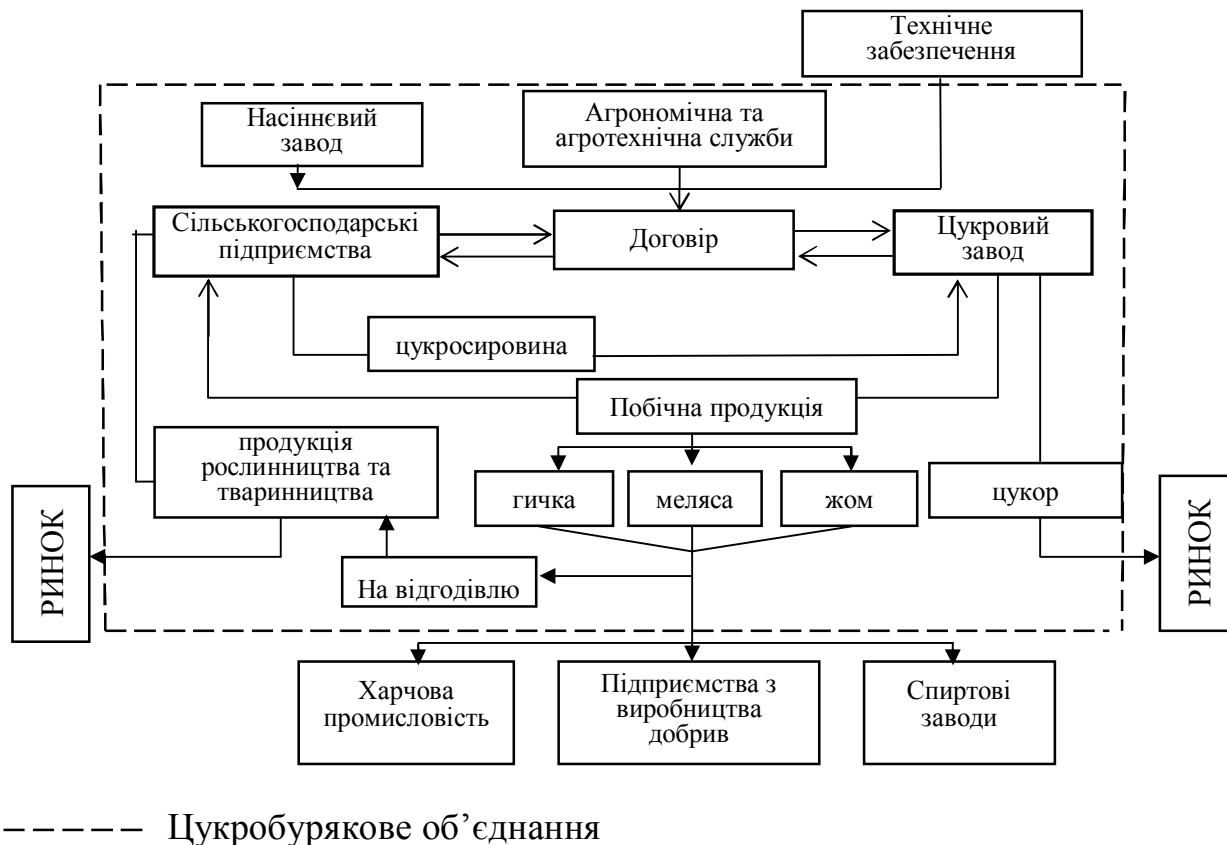 Технічне
забезпечення
Насіннєвий
завод
Агрономічна та
агротехнічна служби
Сільськогосподарські
підприємства
Договір
Цукровий
завод
цукросировина
Побічна продукція
продукція
рослинництва та
тваринництва
гичка
меляса
жом
цукор
РИНОК
РИНОК
На відгодівлю
Харчова
промисловість
Підприємства з
виробництва
добрив
Спиртові
заводи
Цукробурякове об’єднання